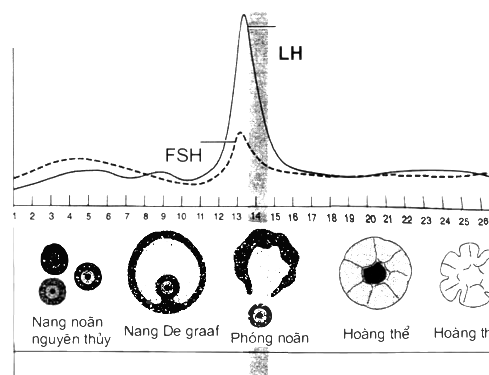 LH
FSH
1 2 3 4 5 6 7 8 9 10 11 12 13 14 15 16 17 18 19 20 21 22 23 24 25 26
Nang noãn
nguyên thủy
Nang De graaf
Phóng noãn
Hoàng thể
Hoàng th